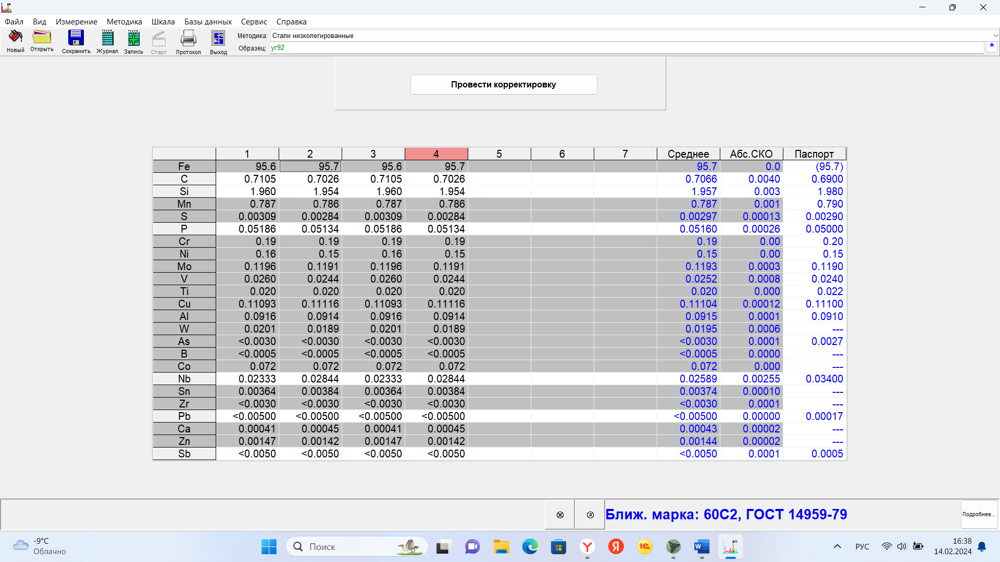 Файл Вид Измерение Методика Шкала Базы данных Сервис Справка
Новый Открыть Сохранить Журнал Запись Старт Протокол Выход
Методика: Стали низколегированные
Образец: уг92 *
Провести корректировку
1 2 3 4 5 6 7 Среднее Абс.СКО Паспорт
Fe 95.6 95.7 95.6 95.7 95.7 0.0 (95.7)
C 0.7105 0.7026 0.7105 0.7026 0.7066 0.0040 0.6900
Si 1.960 1.954 1.960 1.954 1.957 0.003 1.980
Mn 0.787 0.786 0.787 0.786 0.787 0.001 0.790
S 0.00309 0.00284 0.00309 0.00284 0.00297 0.00013 0.00290
P 0.05186 0.05134 0.05186 0.05134 0.05160 0.00026 0.05000
Cr 0.19 0.19 0.19 0.19 0.19 0.00 0.20
Ni 0.16 0.15 0.16 0.15 0.15 0.00 0.15
Mo 0.1196 0.1191 0.1196 0.1191 0.1193 0.0003 0.1190
V 0.0260 0.0244 0.0260 0.0244 0.0252 0.0008 0.0240
Ti 0.020 0.020 0.020 0.020 0.020 0.000 0.022
Cu 0.11093 0.11116 0.11093 0.11116 0.11104 0.00012 0.11100
Al 0.0916 0.0914 0.0916 0.0914 0.0915 0.0001 0.0910
W 0.0201 0.0189 0.0201 0.0189 0.0195 0.0006 ---
As <0.0030 <0.0030 <0.0030 <0.0030 <0.0030 0.0001 0.0027
B <0.0005 <0.0005 <0.0005 <0.0005 <0.0005 0.0000 ---
Co 0.072 0.072 0.072 0.072 0.072 0.000 ---
Nb 0.02333 0.02844 0.02333 0.02844 0.02589 0.00255 0.03400
Sn 0.00364 0.00384 0.00364 0.00384 0.00374 0.00010 ---
Zr <0.0030 <0.0030 <0.0030 <0.0030 <0.0030 0.0001 ---
Pb <0.00500 <0.00500 <0.00500 <0.00500 <0.00500 0.00000 0.00017
Ca 0.00041 0.00045 0.00041 0.00045 0.00043 0.00002 ---
Zn 0.00147 0.00142 0.00147 0.00142 0.00144 0.00002 ---
Sb <0.0050 <0.0050 <0.0050 <0.0050 <0.0050 0.0001 0.0005
Ближ. марка: 60С2, ГОСТ 14959-79
Подробнее...
-9°C
Облачно
Поиск
РУС
16:38
14.02.2024